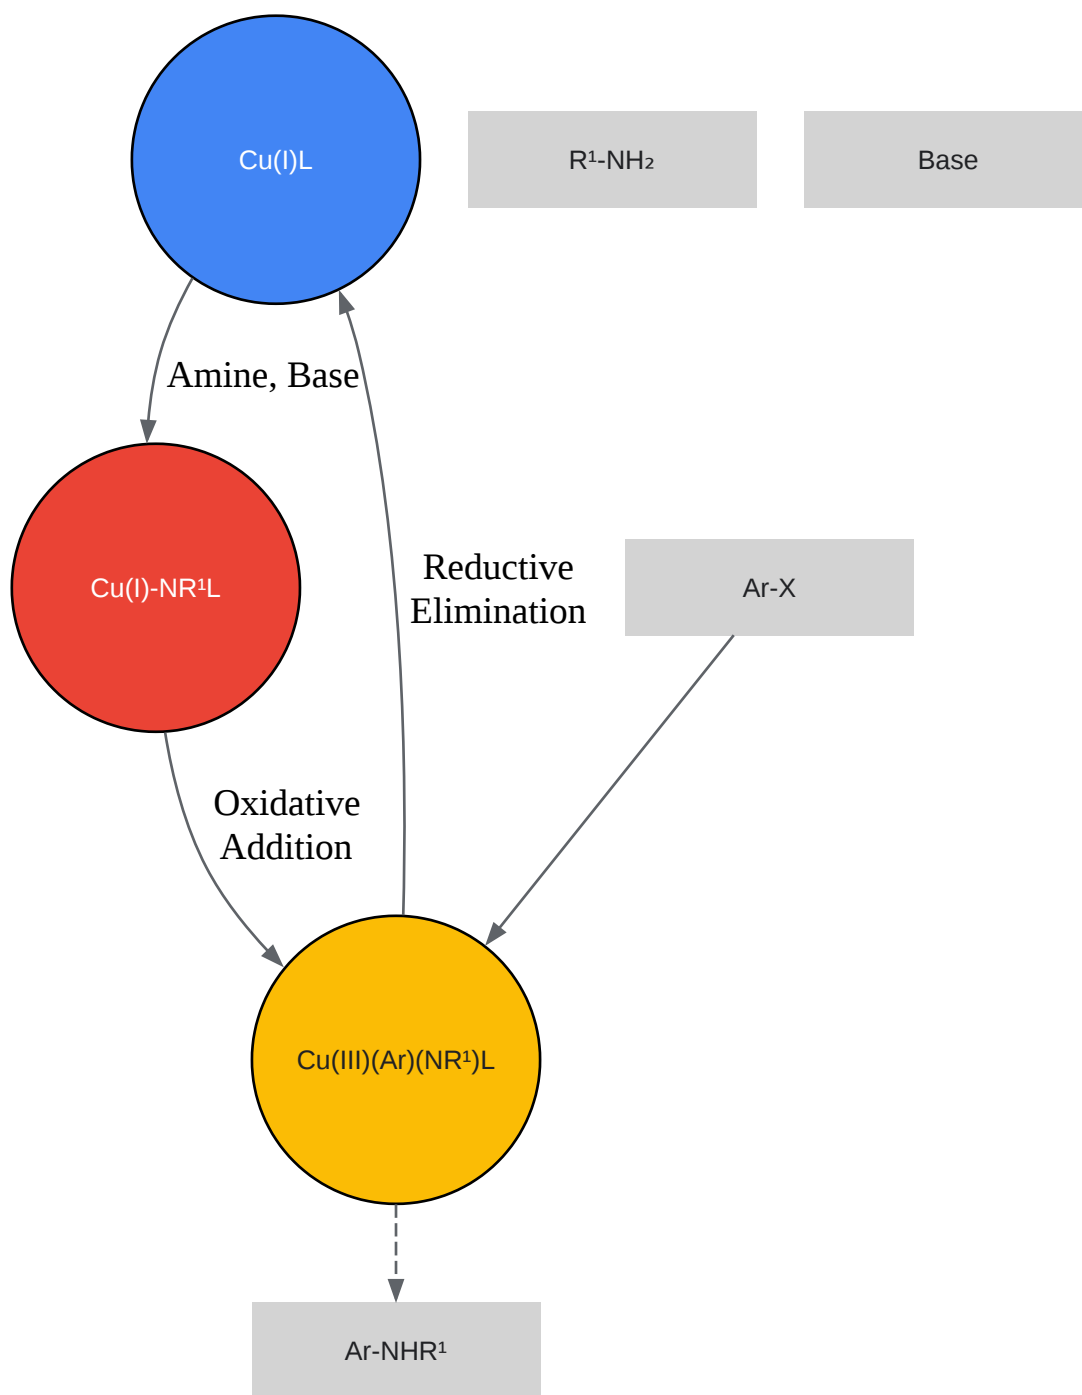 Cu(I)L
R¹-NH₂
Base
Amine, Base
Cu(I)-NR¹L
Reductive
Elimination
Ar-X
Oxidative
Addition
Cu(III)(Ar)(NR¹)L
Ar-NHR¹